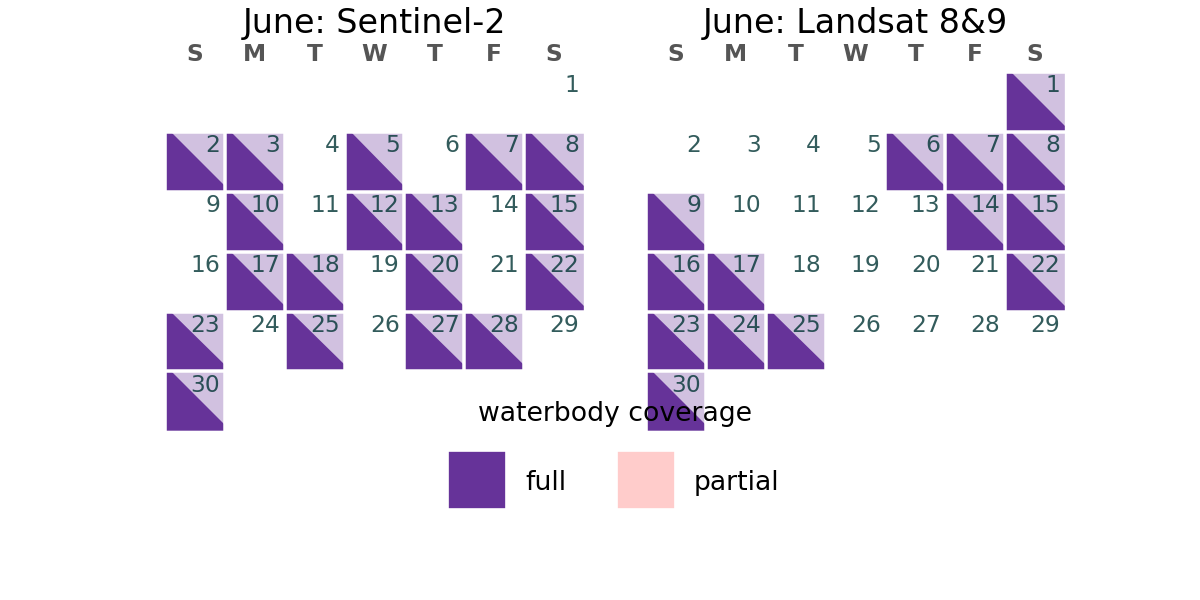 June: Sentinel-2
S M T W T F S
1
2 3 4 5 6 7 8
9 10 11 12 13 14 15
16 17 18 19 20 21 22
23 24 25 26 27 28 29
30
June: Landsat 8&9
S M T W T F S
1
2 3 4 5 6 7 8
9 10 11 12 13 14 15
16 17 18 19 20 21 22
23 24 25 26 27 28 29
30
waterbody coverage
full partial